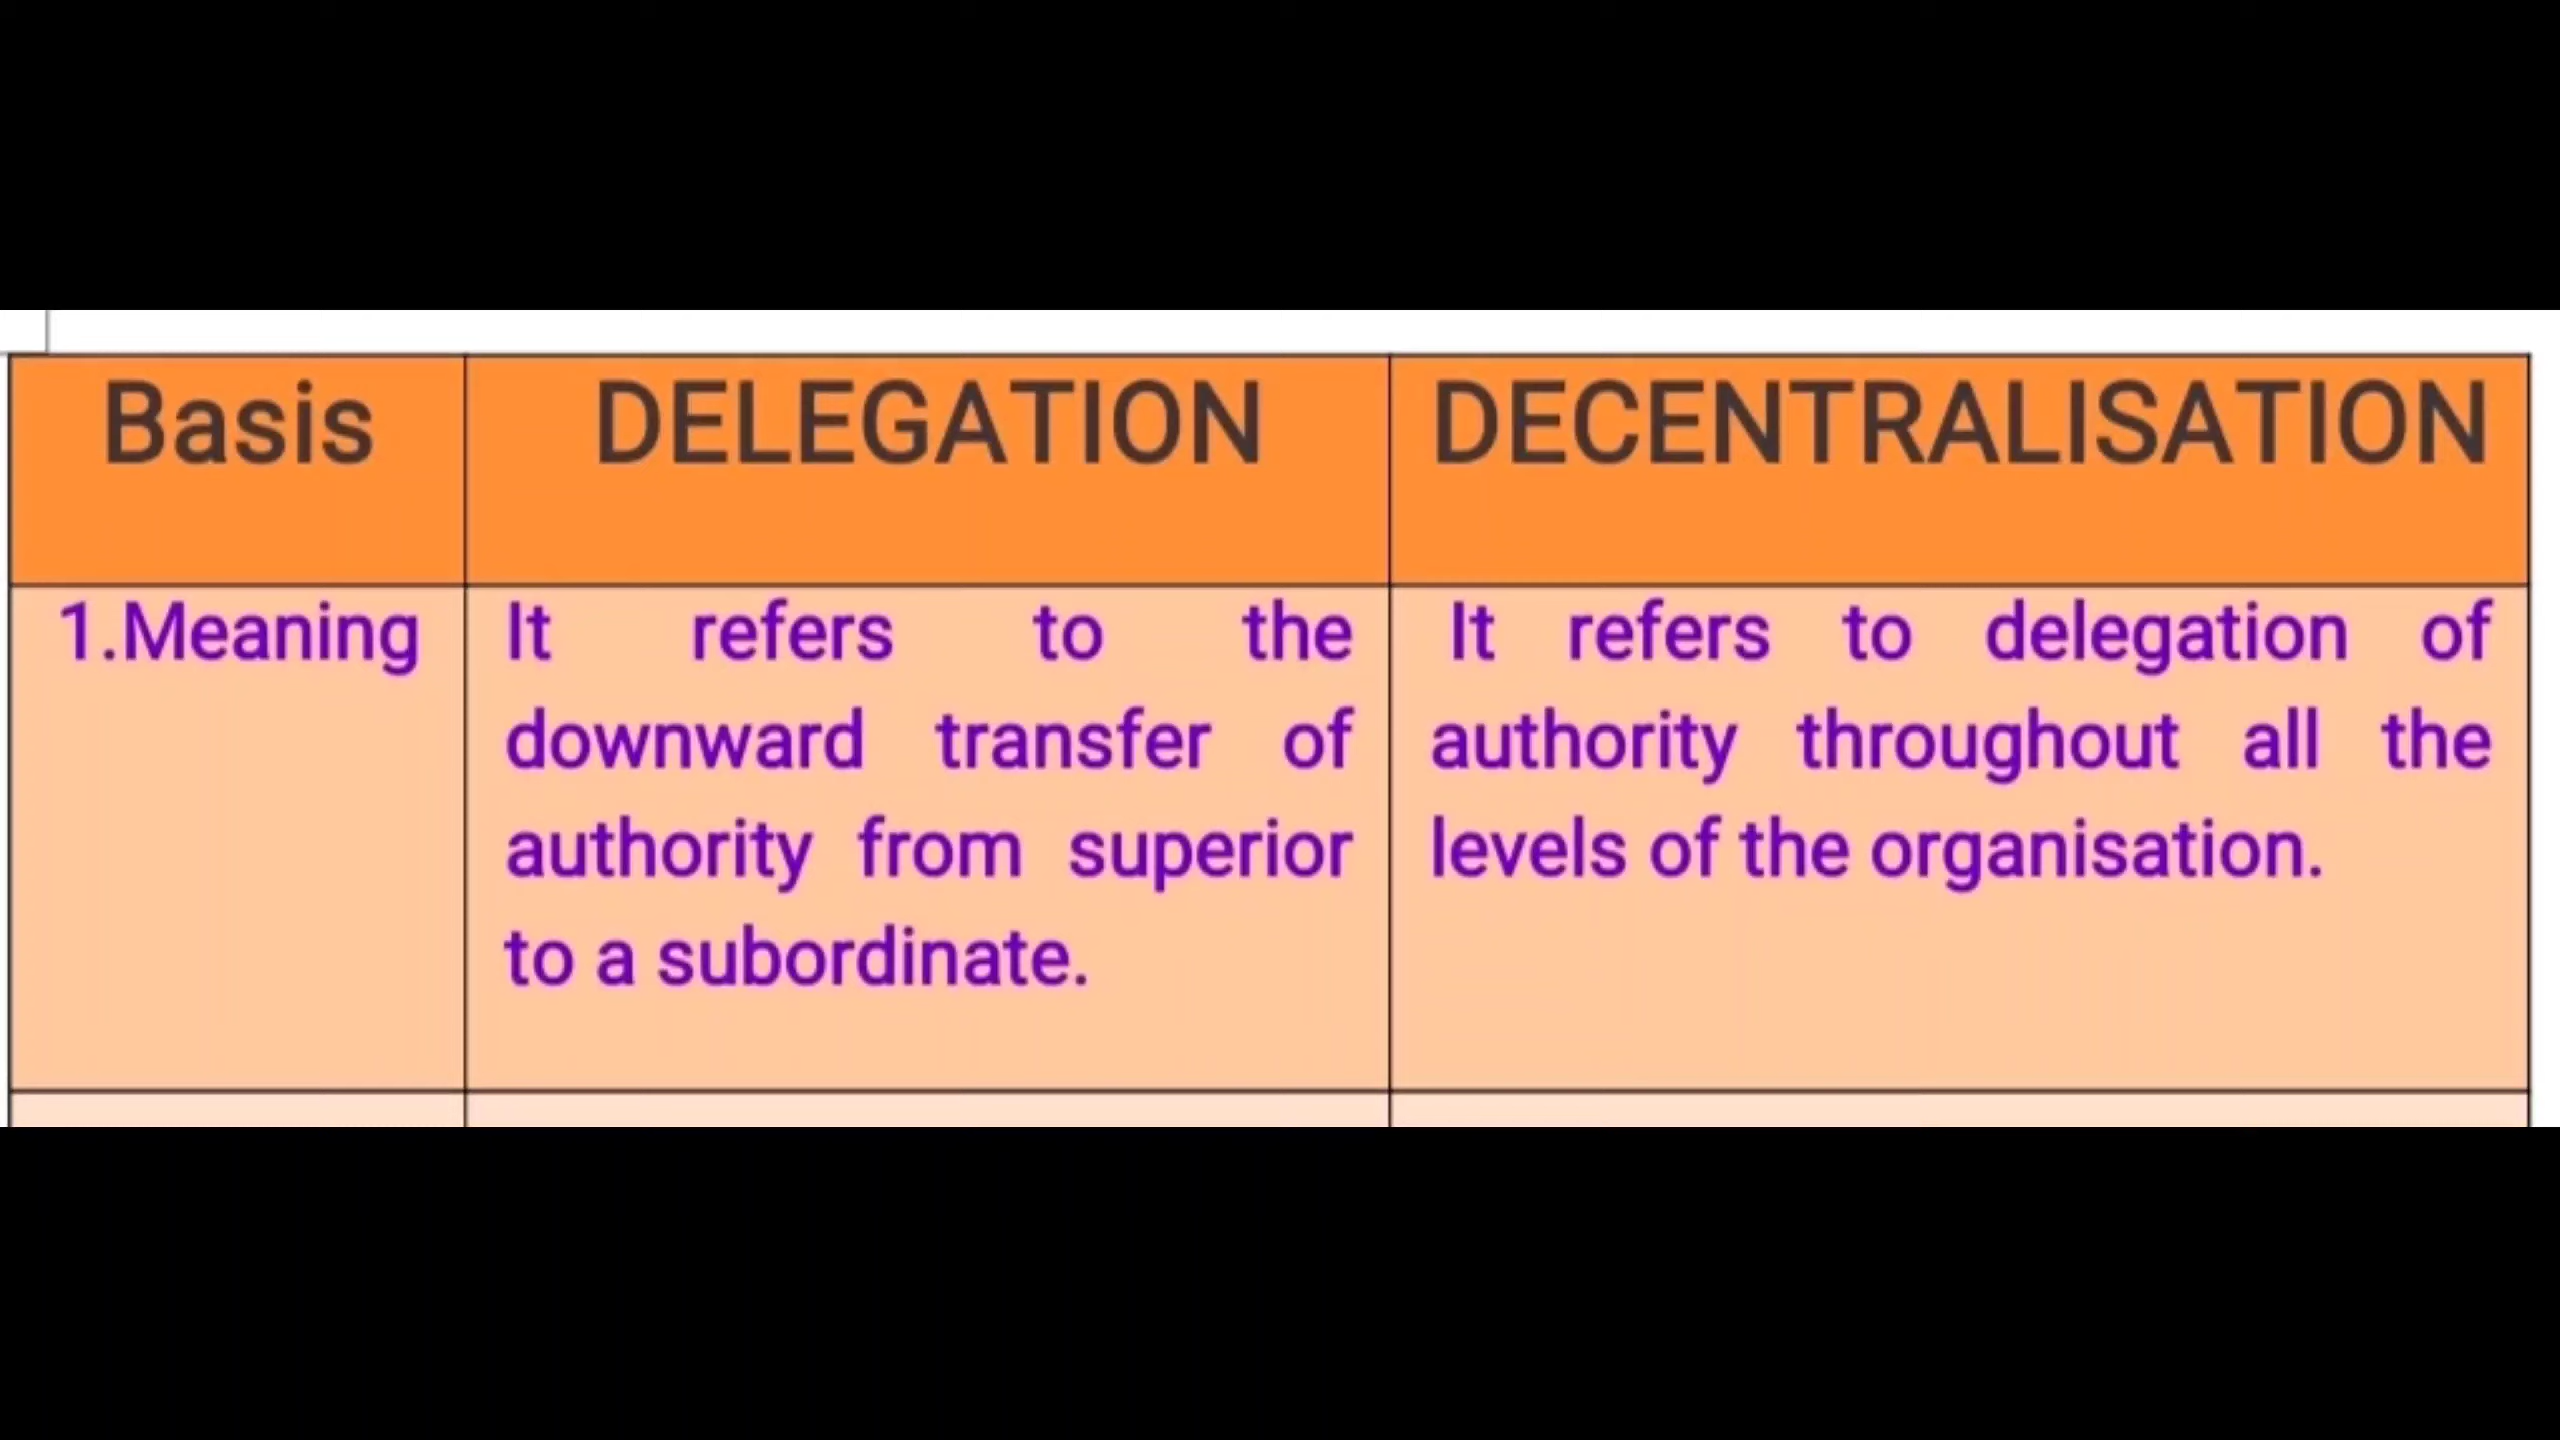 Basis DELEGATION DECENTRALISATION
1.Meaning
It refers to the
downward transfer of
authority from superior
to a subordinate.
It refers to delegation of
authority throughout all the
levels of the organisation.